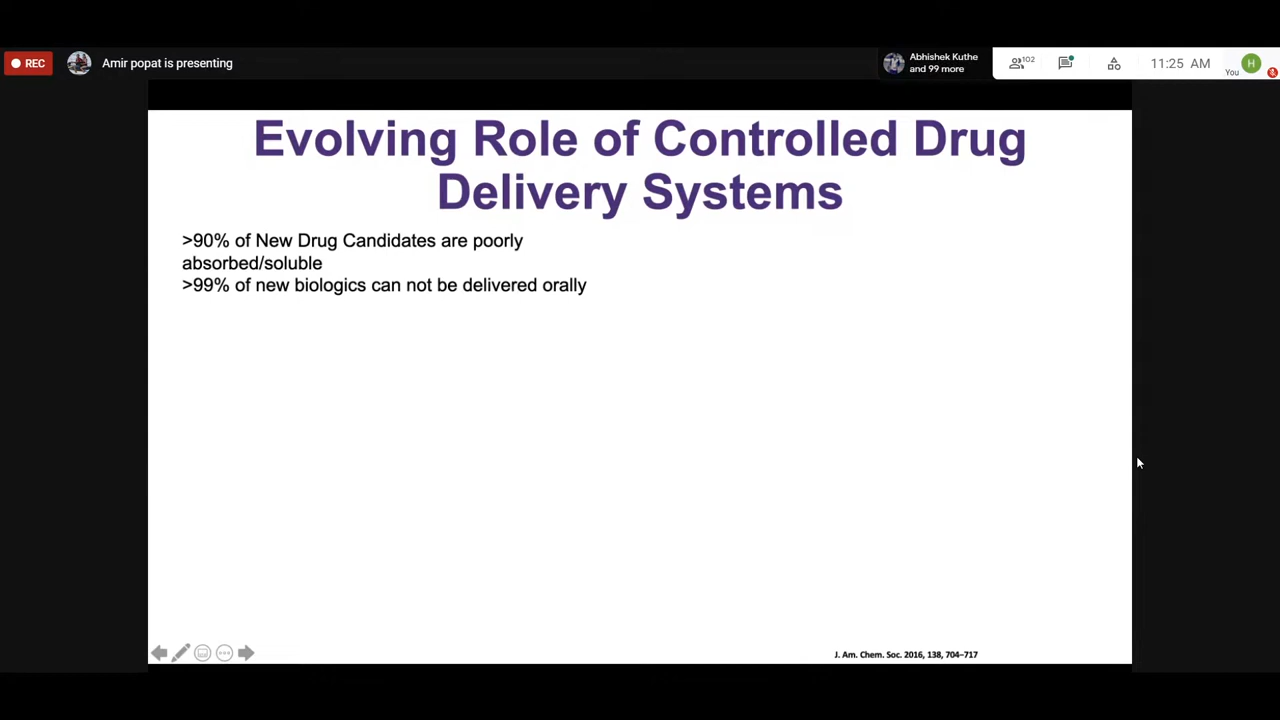 REC
Amir popat is presenting
Abhishek Kuthe
and 99 more
102
11:25 AM
You
H
Evolving Role of Controlled Drug
Delivery Systems
>90% of New Drug Candidates are poorly
absorbed/soluble
>99% of new biologics can not be delivered orally
J. Am. Chem. Soc. 2016, 138, 704–717